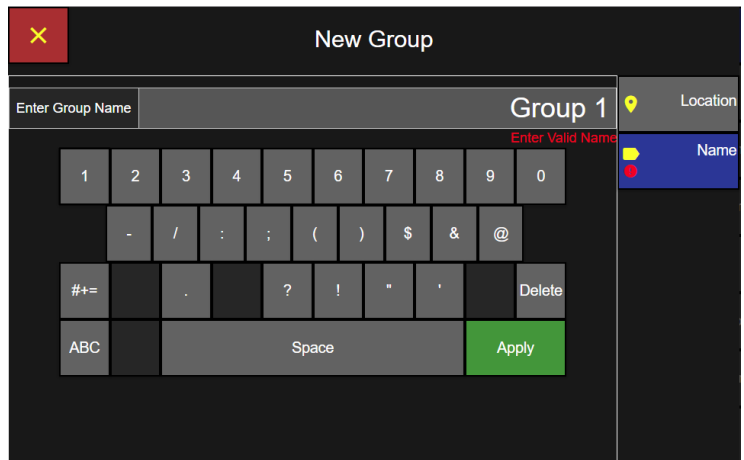 ×
New Group
Enter Group Name Group 1
Enter Valid Name
Location
Name
1 2 3 4 5 6 7 8 9 0
- / : ; ( ) $ & @
#+= . ? ! " ' Delete
ABC Space Apply